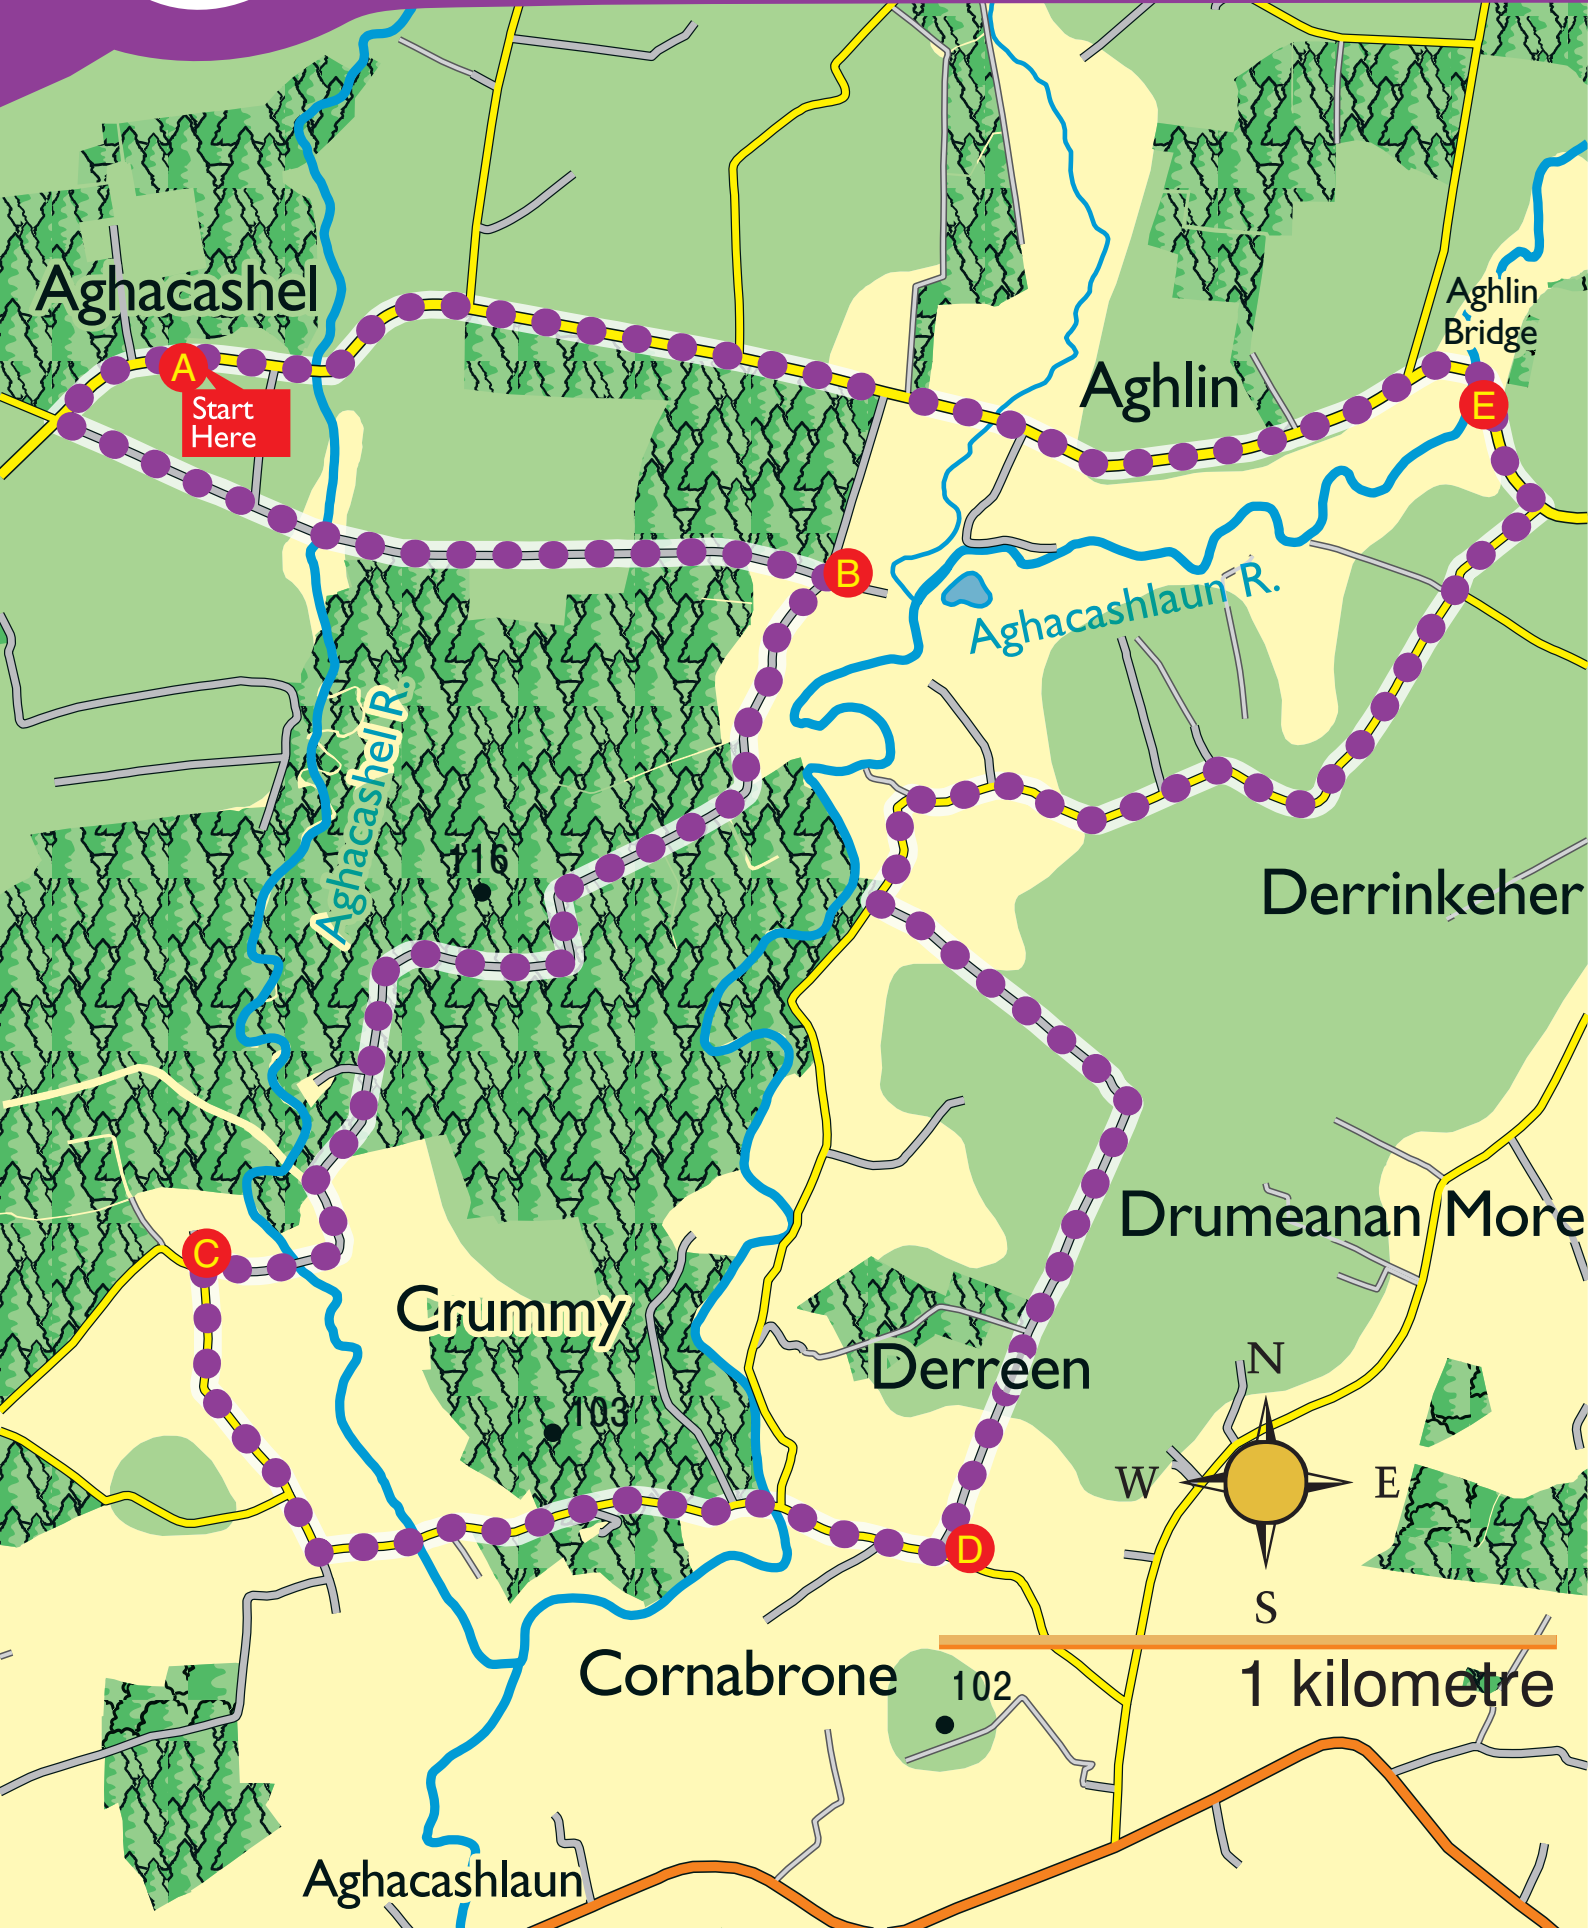 Aghacashel
A
Start
Here
Aghlin
Bridge
Aghlin
E
B
Aghacashlaun R.
Aghacashel R.
116
Derrinkeher
C
Drumeanan More
Crummy
Derreen
103
N
W
E
S
D
Cornabrone
102
1 kilometre
Aghacashlaun